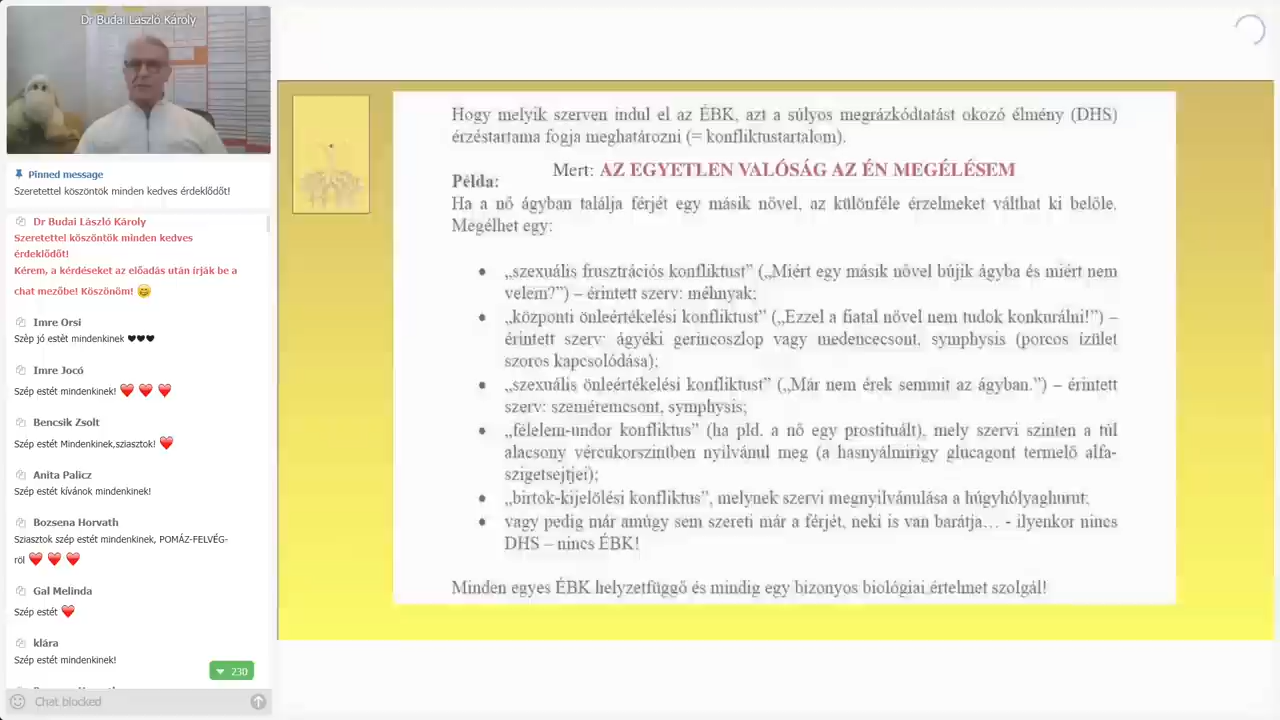 Dr Budai László Károly
Pinned message
Szeretettel köszöntök minden kedves érdeklődőt!
Dr Budai László Károly
Szeretettel köszöntök minden kedves
érdeklődőt!
Kérem, a kérdéseket az előadás után írják be a
chat mezőbe! Köszönöm! 😊
Imre Orsi
Szèp jó estèt mindenkinek ♥♥♥
Imre Jocó
Szép estét mindenkinek! ❤️ ❤️ ❤️
Bencsik Zsolt
Szép estét Mindenkinek,sziasztok! ❤️
Anita Palicz
Szép estét kívánok mindenkinek!
Bozsena Horvath
Sziasztok szép estét mindenkinek, POMÁZ-FELVÉG-
ról ❤️ ❤️ ❤️
Gal Melinda
Szép estét ❤️
klára
Szép estét mindenkinek!
230
Chat blocked
Hogy melyik szerven indul el az ÉBK, azt a súlyos megrázkódtatást okozó élmény (DHS)
érzéstartama fogja meghatározni (= konfliktustartalom).
Mert: AZ EGYETLEN VALÓSÁG AZ ÉN MEGÉLÉSEM
Példa:
Ha a nő ágyban találja férjét egy másik nővel, az különféle érzelmeket válthat ki belőle.
Megélhet egy:
• „szexuális frusztrációs konfliktust” („Miért egy másik nővel bújik ágyba és miért nem
velem?”) – érintett szerv: méhnyak;
• „központi önleértékelési konfliktust” („Ezzel a fiatal nővel nem tudok konkurálni!”) –
érintett szerv: ágyéki gerincoszlop vagy medencecsont, symphysis (porcos ízület
szoros kapcsolódása);
• „szexuális önleértékelési konfliktust” („Már nem érek semmit az ágyban.”) – érintett
szerv: szeméremcsont, symphysis;
• „félelem-undor konfliktus” (ha pld. a nő egy prostituált), mely szervi szinten a túl
alacsony vércukorszintben nyilvánul meg (a hasnyálmirigy glucagont termelő alfa-
szigetsejtjei);
• „birtok-kijelölési konfliktus”, melynek szervi megnyilvánulása a húgyhólyaghurut;
• vagy pedig már amúgy sem szereti már a férjét, neki is van barátja… - ilyenkor nincs
DHS – nincs ÉBK!
Minden egyes ÉBK helyzetfüggő és mindig egy bizonyos biológiai értelmet szolgál!